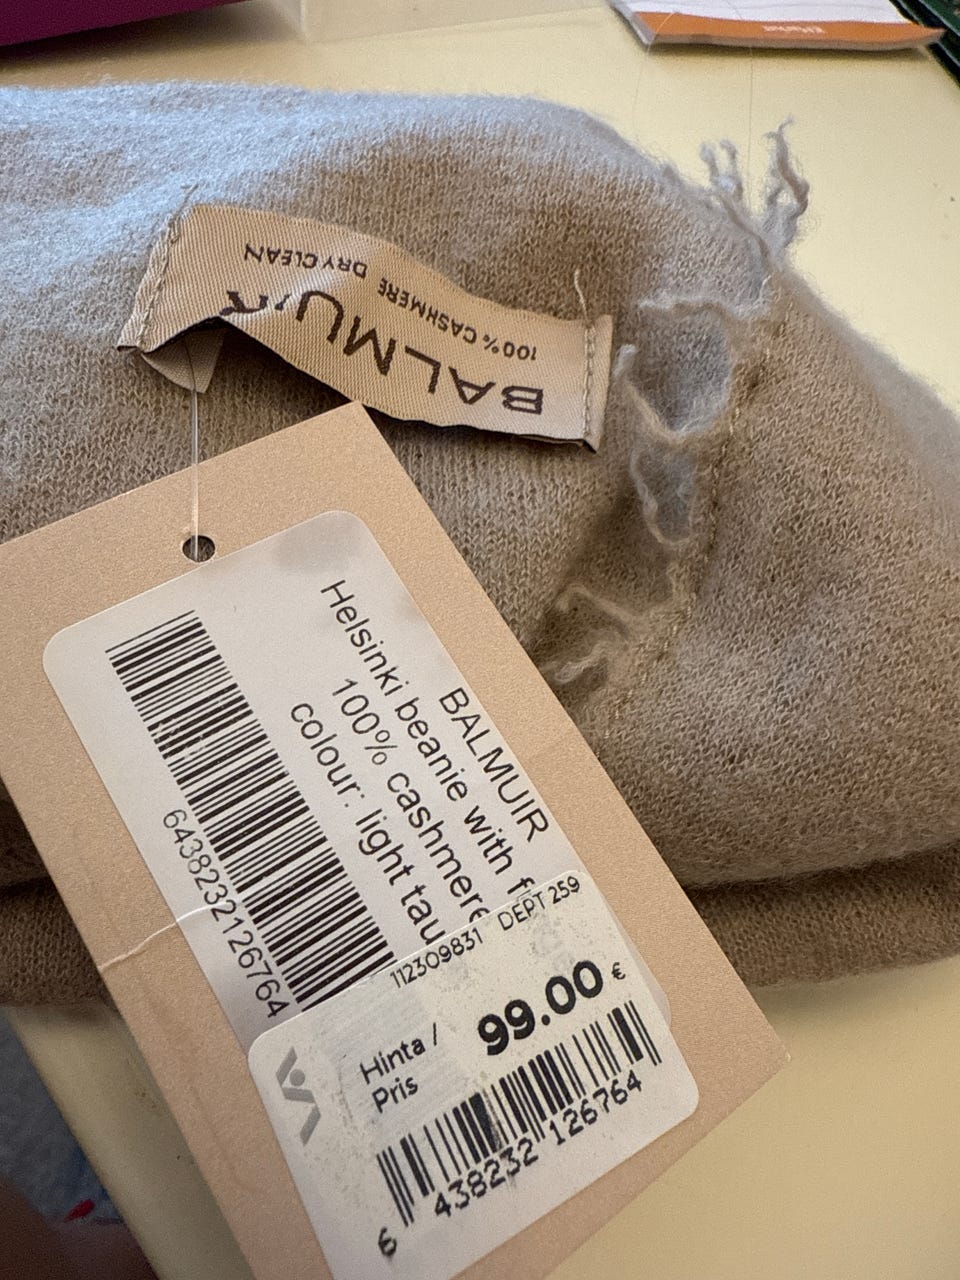 BALMUIR
100% CASHMERE DRY CLEAN
BALMUIR
Helsinki beanie with
100% cashmere
colour: light
6438232126764
112309831 DEPT 259
Hinta /
Pris
99.00 €
6 438232 126764